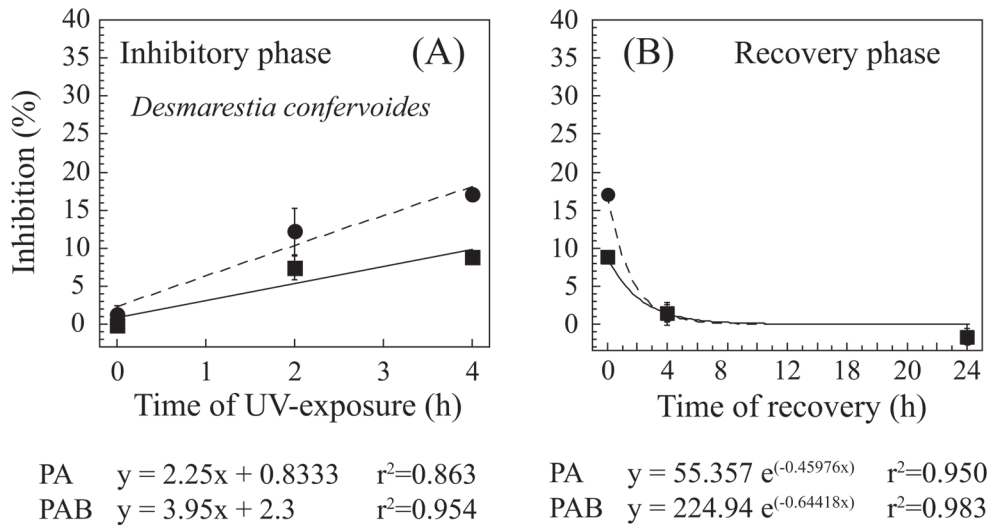 Inhibitory phase (A)
Desmarestia confervoides
Inhibition (%)
40
35
30
25
20
15
10
5
0
0 1 2 3 4
Time of UV-exposure (h)
(B) Recovery phase
40
35
30
25
20
15
10
5
0
0 4 8 12 12 18 20 24
Time of recovery (h)
PA y = 2.25x + 0.8333 r²=0.863
PAB y = 3.95x + 2.3 r²=0.954
PA y = 55.357 e^(-0.45976x) r²=0.950
PAB y = 224.94 e^(-0.64418x) r²=0.983